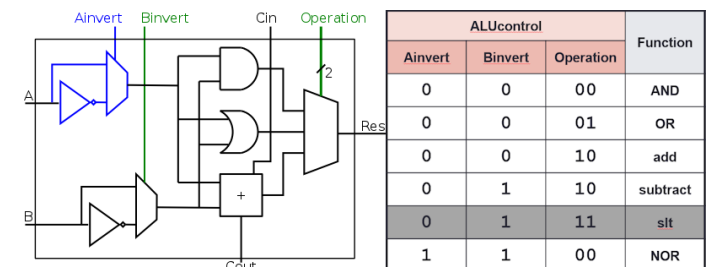 Ainvert Binvert Cin Operation
2
A
Res
+
B
Cout
ALUcontrol Function
Ainvert Binvert Operation
0 0 00 AND
0 0 01 OR
0 0 10 add
0 1 10 subtract
0 1 11 slt
1 1 00 NOR